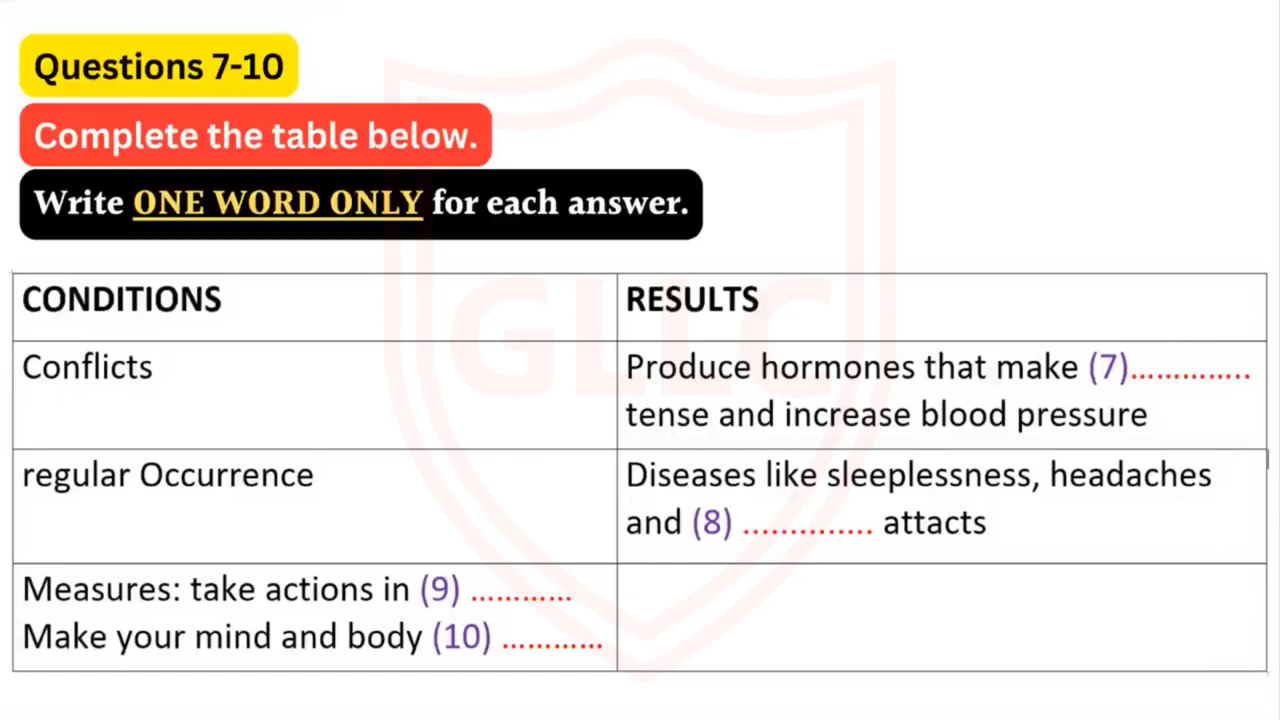 Questions 7-10
Complete the table below.
Write ONE WORD ONLY for each answer.
GLLC
CONDITIONS
RESULTS
Conflicts
Produce hormones that make (7)…………..
tense and increase blood pressure
regular Occurrence
Diseases like sleeplessness, headaches
and (8) ………….. attacts
Measures: take actions in (9) …………
Make your mind and body (10) …………